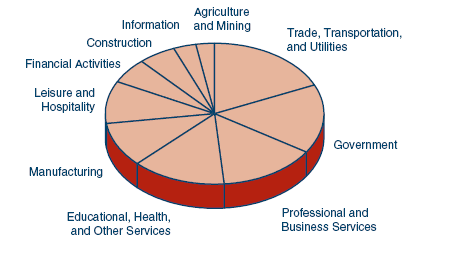 Agriculture
and Mining
Information
Construction
Financial Activities
Leisure and
Hospitality
Manufacturing
Educational, Health,
and Other Services
Professional and
Business Services
Government
Trade, Transportation,
and Utilities